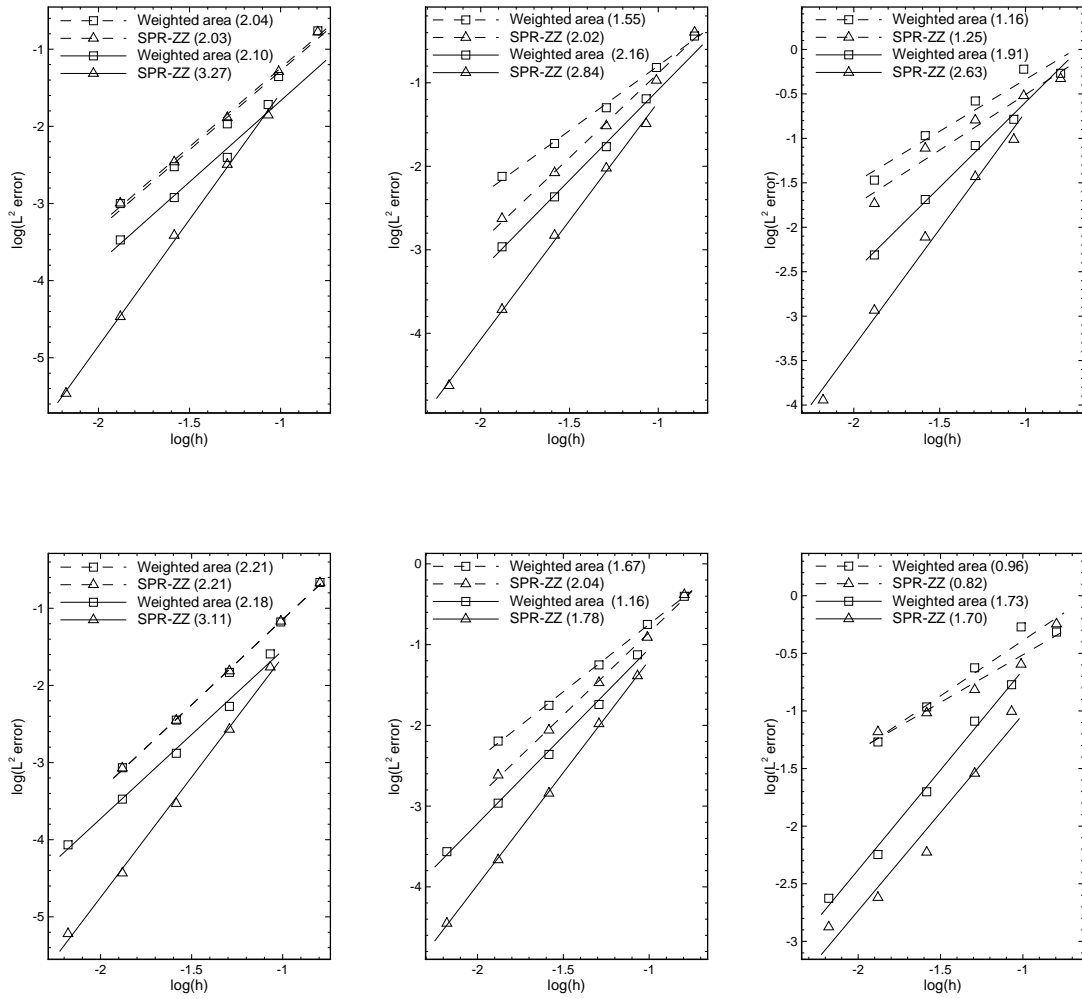 Weighted area (2.04)
SPR-ZZ (2.03)
Weighted area (2.10)
SPR-ZZ (3.27)
-1
-2
-3
-4
-5
log(L² error)
-2
-1.5
-1
log(h)
Weighted area (1.55)
SPR-ZZ (2.02)
Weighted area (2.16)
SPR-ZZ (2.84)
-1
-2
-3
-4
log(L² error)
-2
-1.5
-1
log(h)
Weighted area (1.16)
SPR-ZZ (1.25)
Weighted area (1.91)
SPR-ZZ (2.63)
0
-0.5
-1
-1.5
-2
-2.5
-3
-3.5
-4
log(L² error)
-2
-1.5
-1
log(h)
Weighted area (2.21)
SPR-ZZ (2.21)
Weighted area (2.18)
SPR-ZZ (3.11)
-1
-2
-3
-4
-5
log(L² error)
-2
-1.5
-1
log(h)
Weighted area (1.67)
SPR-ZZ (2.04)
Weighted area (1.16)
SPR-ZZ (1.78)
0
-1
-2
-3
-4
log(L² error)
-2
-1.5
-1
log(h)
Weighted area (0.96)
SPR-ZZ (0.82)
Weighted area (1.73)
SPR-ZZ (1.70)
0
-0.5
-1
-1.5
-2
-2.5
-3
log(L² error)
-2
-1.5
-1
log(h)